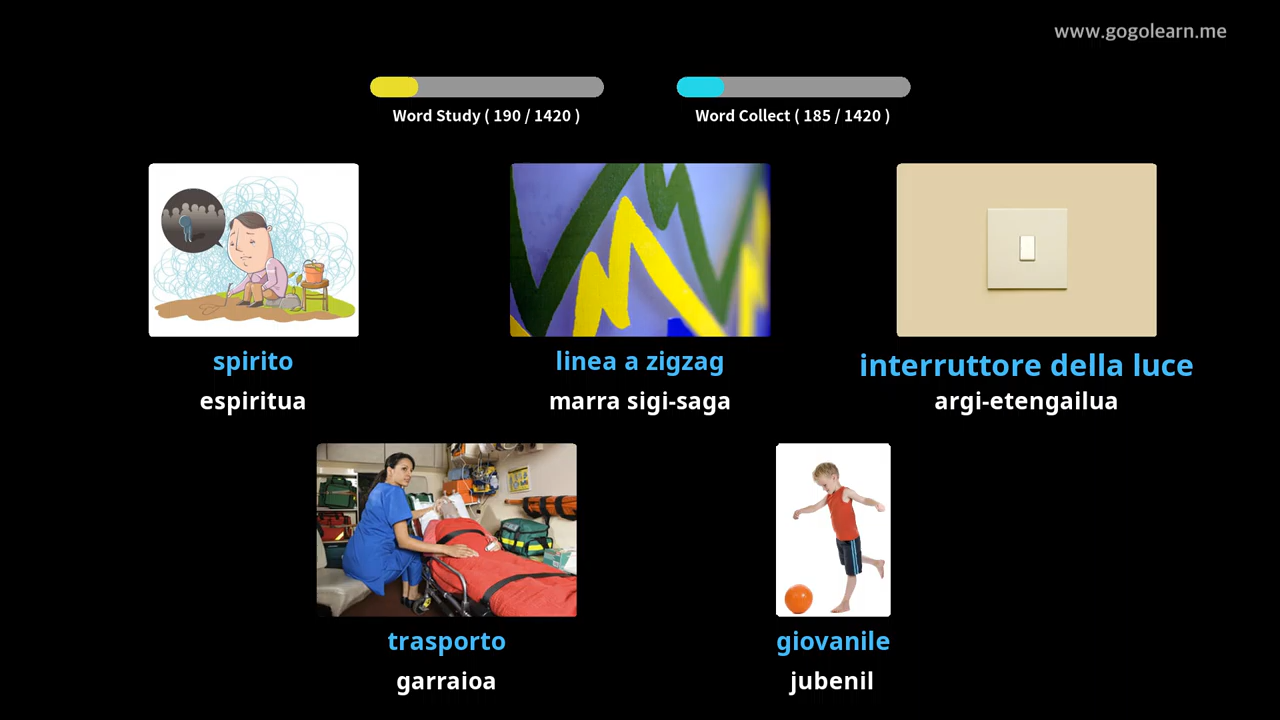 www.gogolearn.me
Word Study ( 190 / 1420 )
Word Collect ( 185 / 1420 )
spirito
espiritua
linea a zigzag
marra sigi-saga
interruttore della luce
argi-etengailua
trasporto
garraioa
giovanile
jubenil